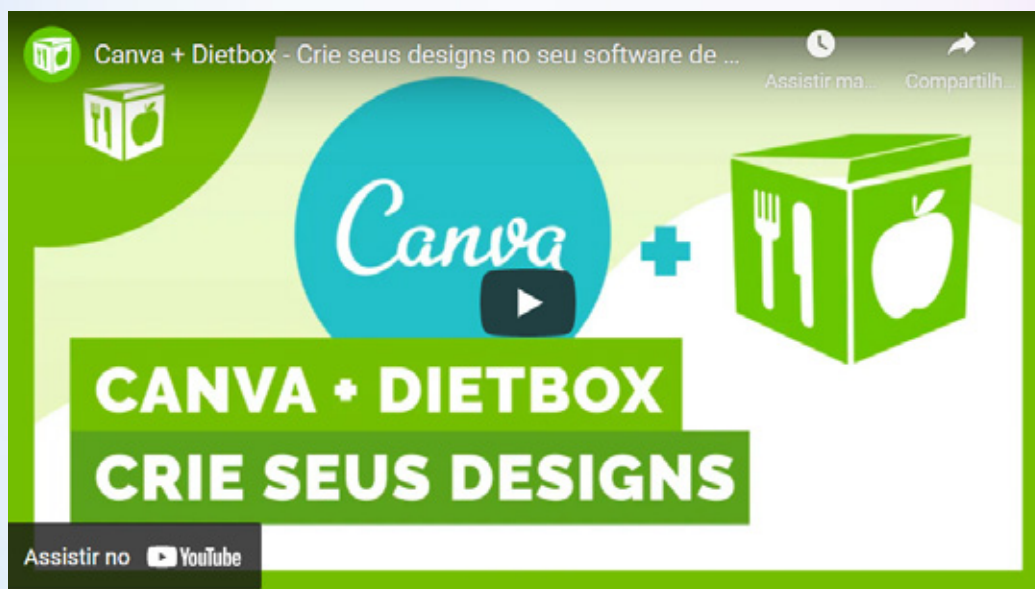 Canva + Dietbox - Crie seus designs no seu software de ...
Assistir ma...
Compartilh...
Canva
CANVA + DIETBOX
CRIE SEUS DESIGNS
Assistir no YouTube